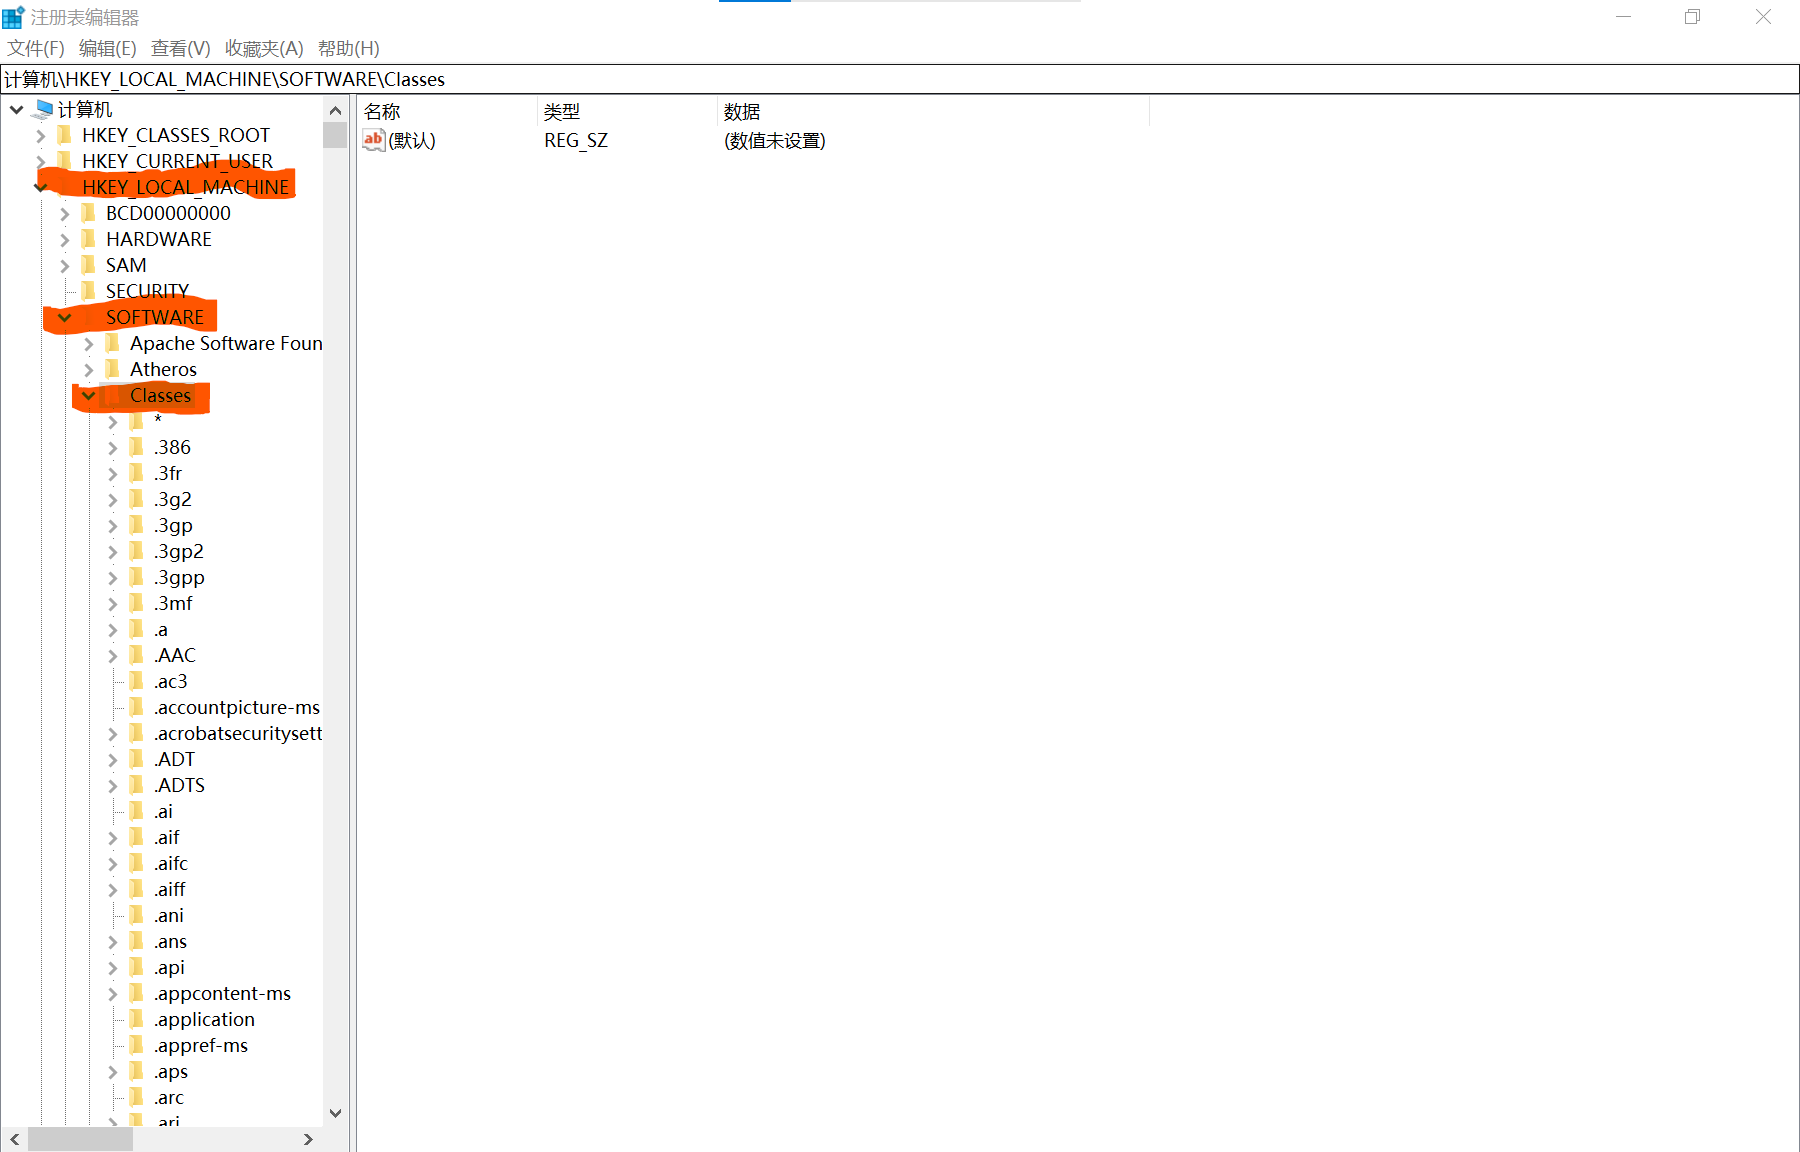 注册表编辑器
文件(F) 编辑(E) 查看(V) 收藏夹(A) 帮助(H)
计算机\HKEY_LOCAL_MACHINE\SOFTWARE\Classes
计算机
HKEY_CLASSES_ROOT
HKEY_CURRENT_USER
HKEY_LOCAL_MACHINE
BCD00000000
HARDWARE
SAM
SECURITY
SOFTWARE
Apache Software Foun
Atheros
Classes
*
.386
.3fr
.3g2
.3gp
.3gp2
.3gpp
.3mf
.a
.AAC
.ac3
.accountpicture-ms
.acrobatsecuritysett
.ADT
.ADTS
.ai
.aif
.aifc
.aiff
.ani
.ans
.api
.appcontent-ms
.application
.appref-ms
.aps
.arc
名称 类型 数据
ab (默认) REG_SZ (数值未设置)